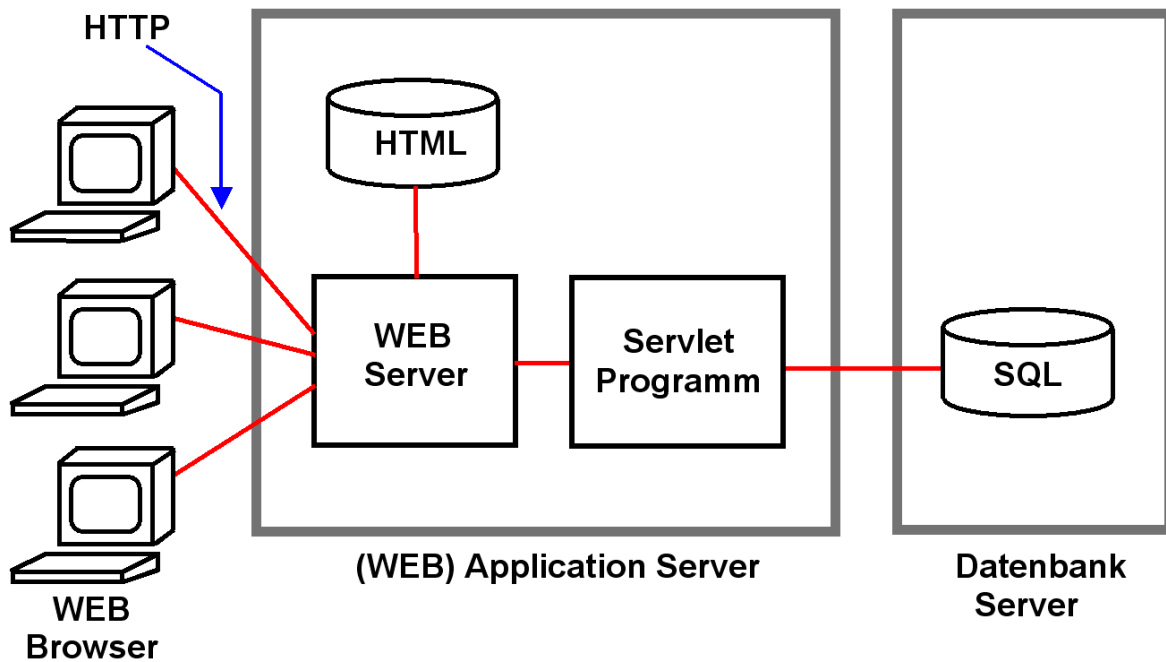 HTTP
HTML
WEB
Server
Servlet
Programm
SQL
(WEB) Application Server
Datenbank
Server
WEB
Browser